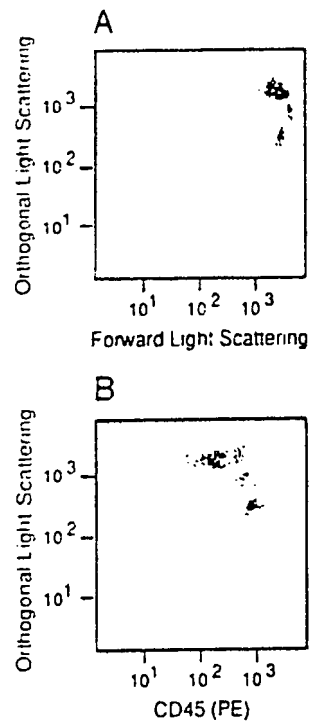 A
Orthogonal Light Scattering
10³
10²
10¹
10¹ 10² 10³
Forward Light Scattering
B
Orthogonal Light Scattering
10³
10²
10¹
10¹ 10² 10³
CD45 (PE)